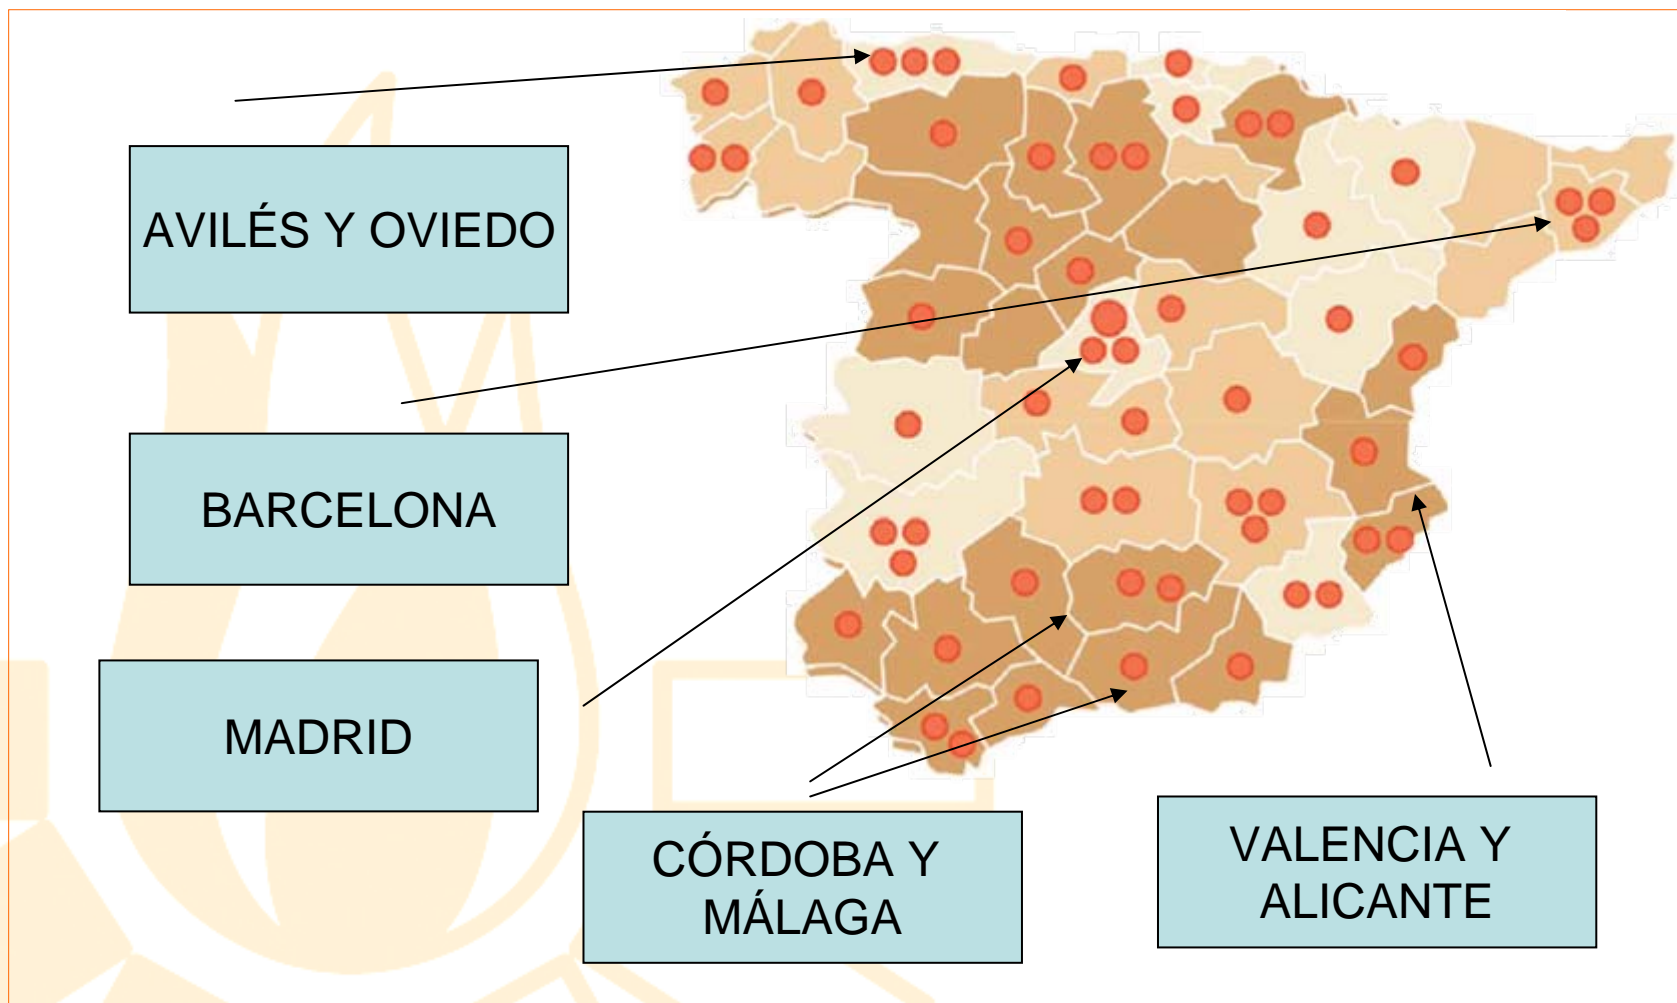 AVILÉS Y OVIEDO
BARCELONA
MADRID
CÓRDOBA Y
MÁLAGA
VALENCIA Y
ALICANTE